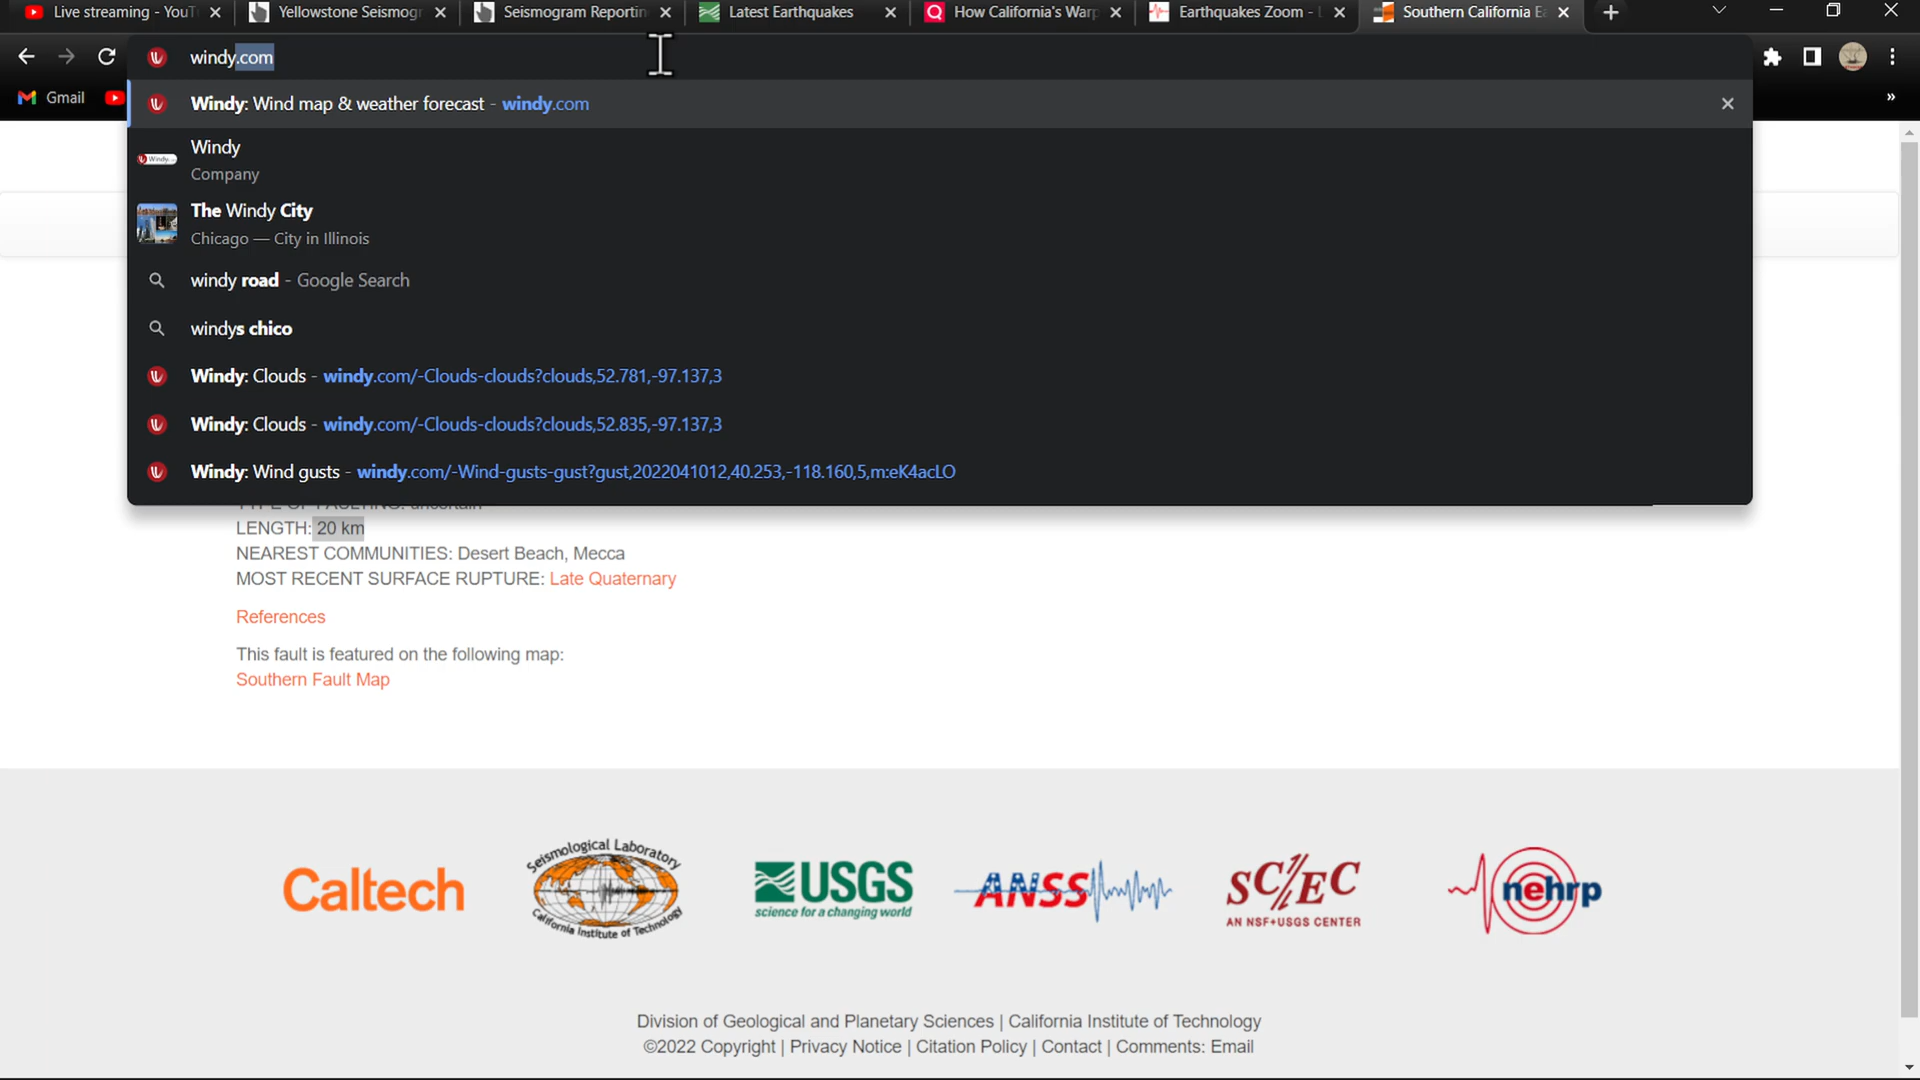 Live streaming - YouT
Yellowstone Seismogr
Seismogram Reportin
Latest Earthquakes
How California's Warp
Earthquakes Zoom - L
Southern California Ea
windy.com
Gmail
Windy: Wind map & weather forecast - windy.com
Windy
Company
The Windy City
Chicago — City in Illinois
windy road - Google Search
windys chico
Windy: Clouds - windy.com/-Clouds-clouds?clouds,52.781,-97.137,3
Windy: Clouds - windy.com/-Clouds-clouds?clouds,52.835,-97.137,3
Windy: Wind gusts - windy.com/-Wind-gusts-gust?gust,2022041012,40.253,-118.160,5,m:eK4acLO
TYPE OF FAULTING: uncertain
LENGTH: 20 km
NEAREST COMMUNITIES: Desert Beach, Mecca
MOST RECENT SURFACE RUPTURE: Late Quaternary
References
This fault is featured on the following map:
Southern Fault Map
Caltech
Seismological Laboratory
California Institute of Technology
USGS
science for a changing world
ANSS
SC/EC
AN NSF+USGS CENTER
nehrp
Division of Geological and Planetary Sciences | California Institute of Technology
©2022 Copyright | Privacy Notice | Citation Policy | Contact | Comments: Email